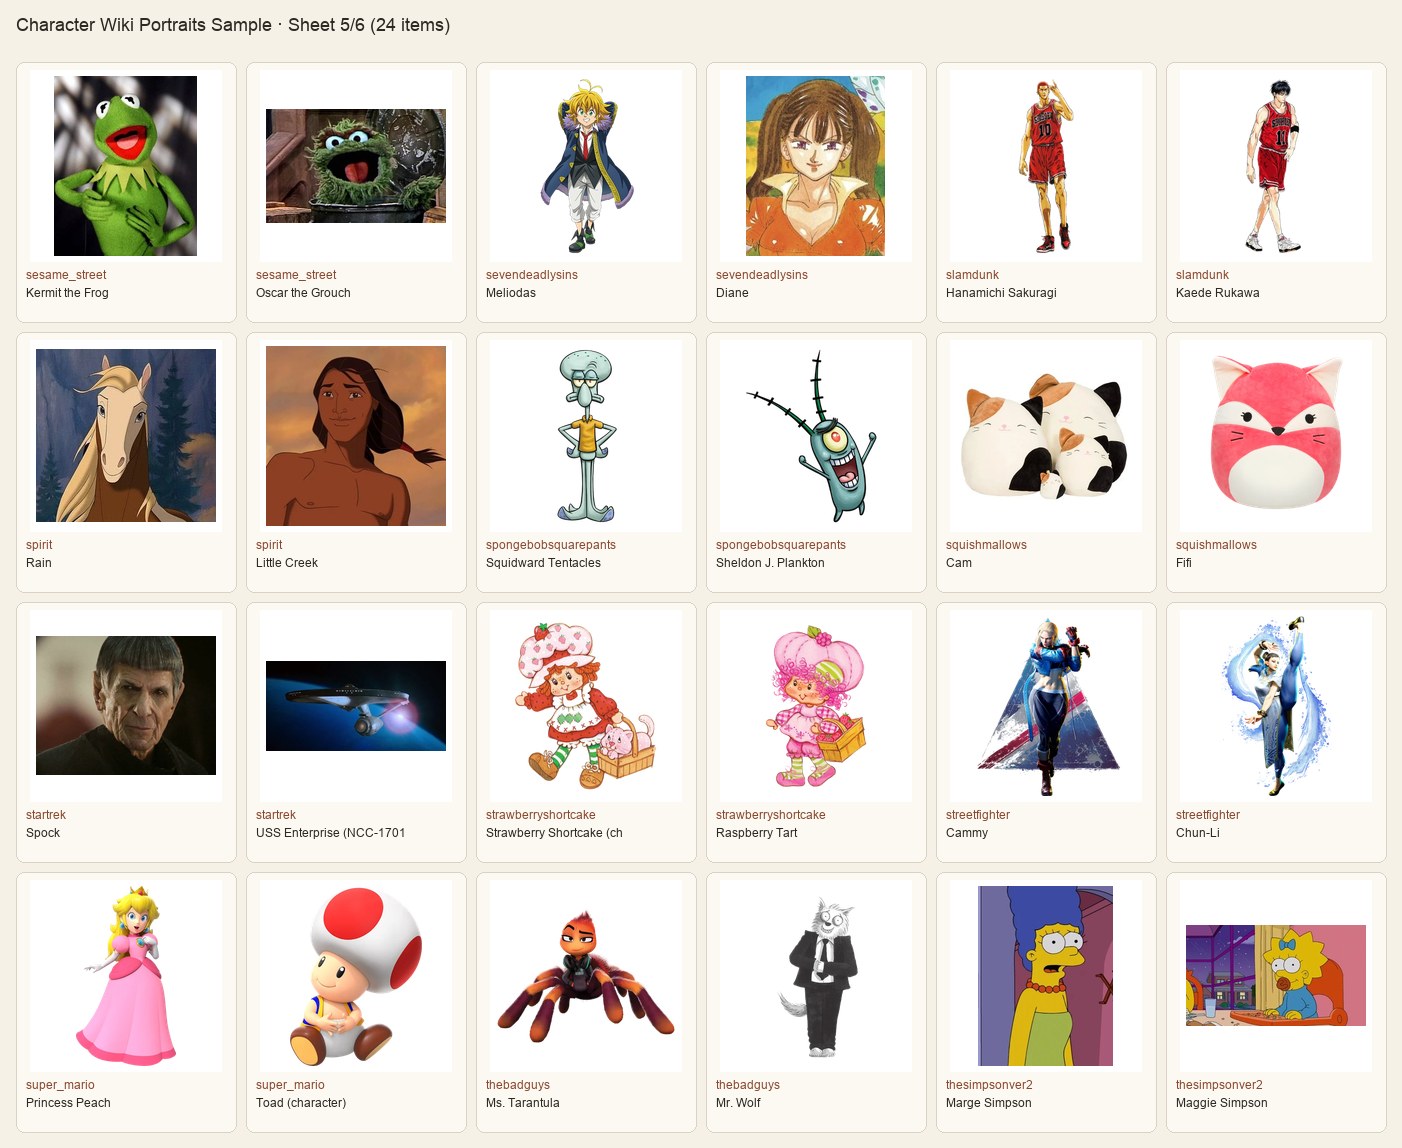 Character Wiki Portraits Sample · Sheet 5/6 (24 items)
sesame_street
Kermit the Frog
sesame_street
Oscar the Grouch
sevendeadlysins
Meliodas
sevendeadlysins
Diane
slamdunk
Hanamichi Sakuragi
slamdunk
Kaede Rukawa
spirit
Rain
spirit
Little Creek
spongebobsquarepants
Squidward Tentacles
spongebobsquarepants
Sheldon J. Plankton
squishmallows
Cam
squishmallows
Fifi
startrek
Spock
startrek
USS Enterprise (NCC-1701
strawberryshortcake
Strawberry Shortcake (ch
strawberryshortcake
Raspberry Tart
streetfighter
Cammy
streetfighter
Chun-Li
super_mario
Princess Peach
super_mario
Toad (character)
thebadguys
Ms. Tarantula
thebadguys
Mr. Wolf
thesimpsonver2
Marge Simpson
thesimpsonver2
Maggie Simpson